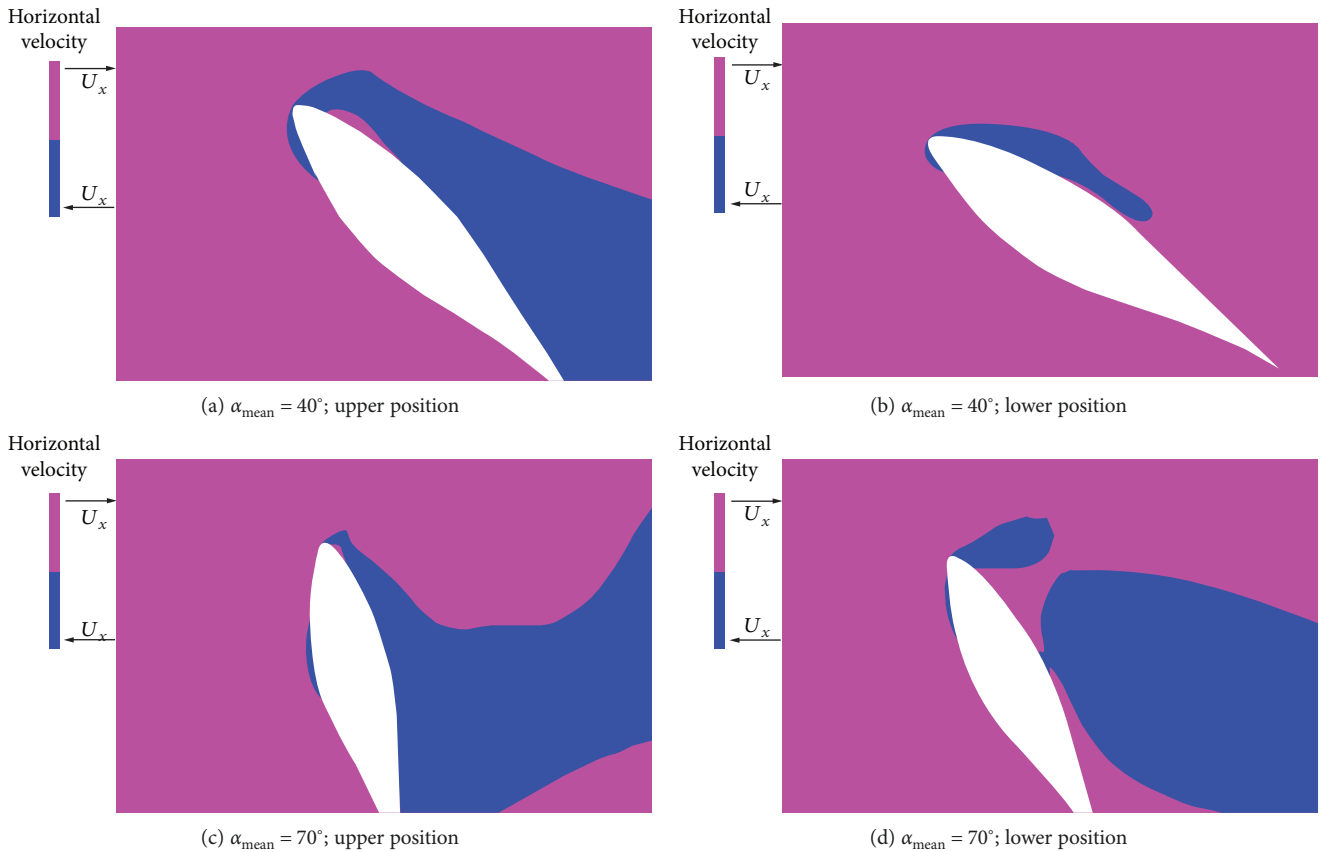 Horizontal
velocity
U_x
U_x
(a) α_mean = 40°; upper position
Horizontal
velocity
U_x
U_x
(b) α_mean = 40°; lower position
Horizontal
velocity
U_x
U_x
(c) α_mean = 70°; upper position
Horizontal
velocity
U_x
U_x
(d) α_mean = 70°; lower position